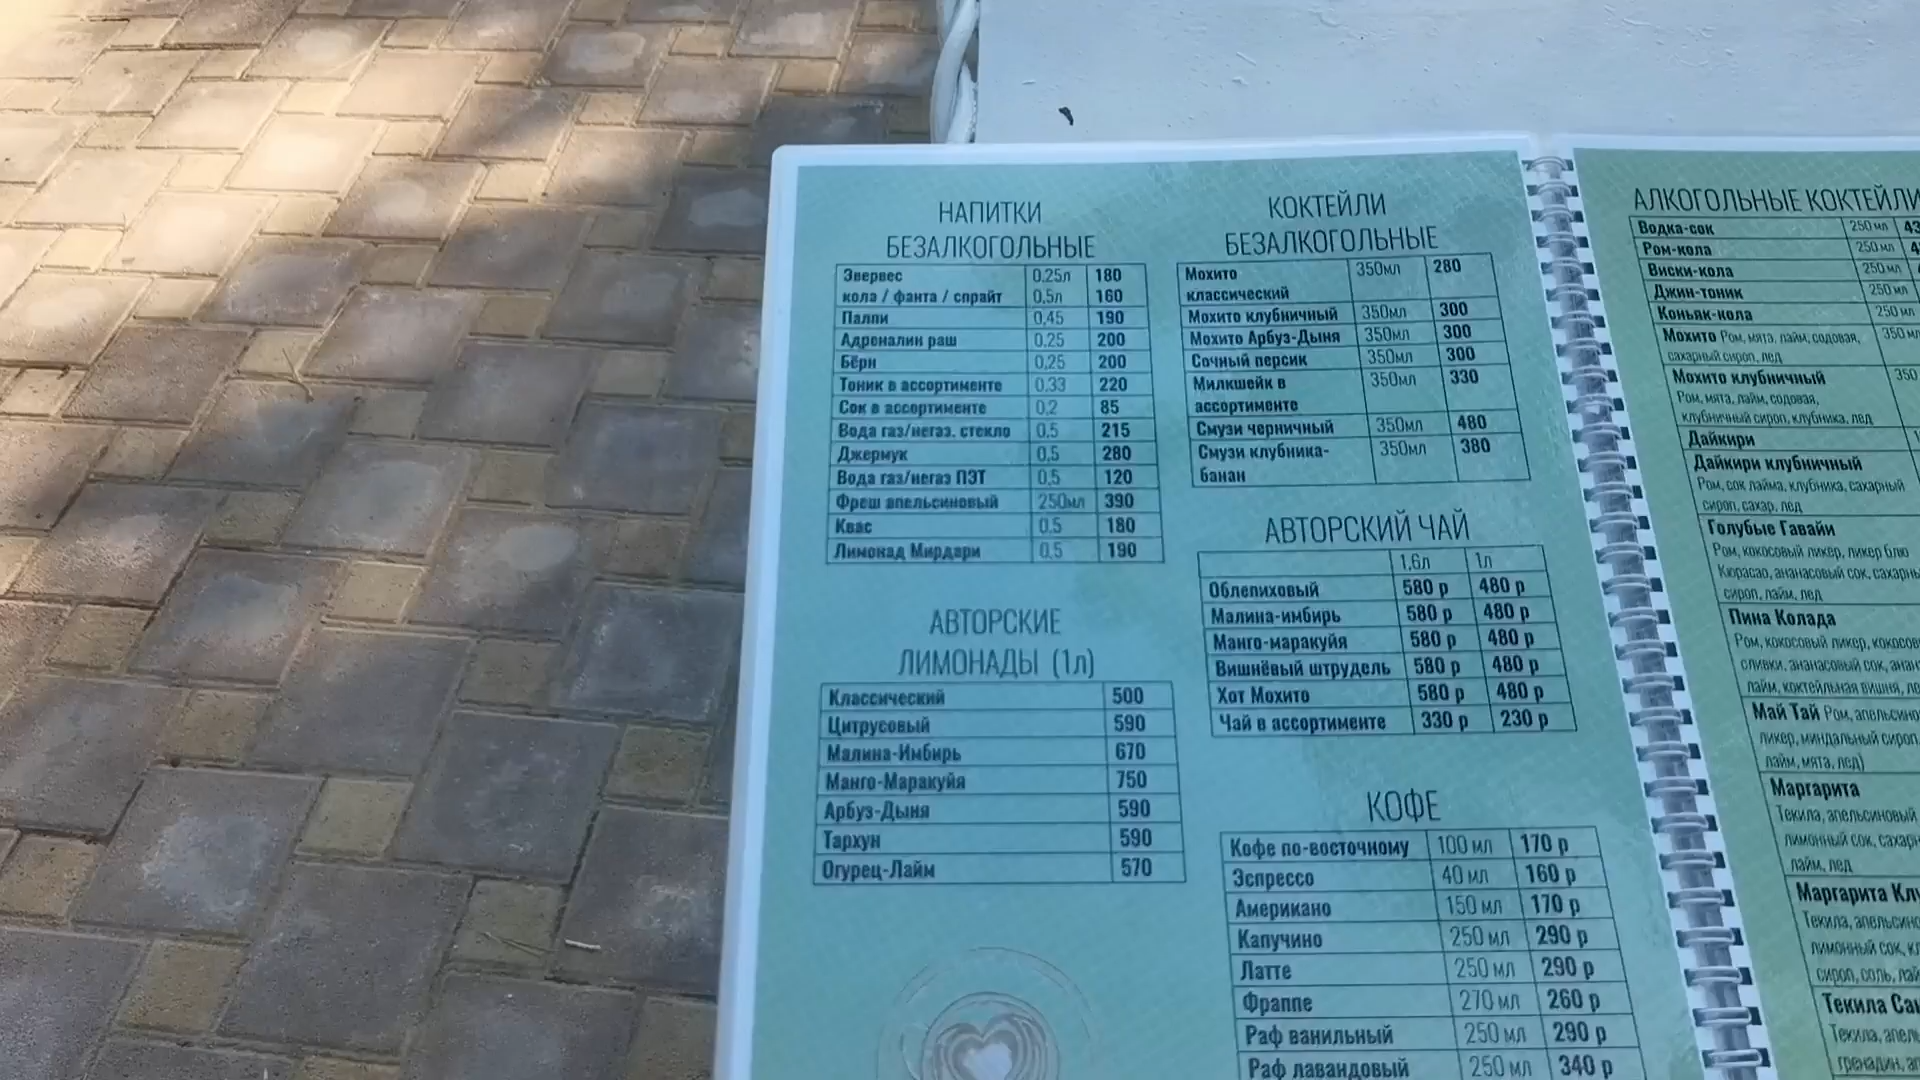 НАПИТКИ
БЕЗАЛКОГОЛЬНЫЕ
Эвервес 0,25л 180
кола / фанта / спрайт 0,5л 160
Палпи 0,45 190
Адреналин раш 0,25 200
Бёрн 0,25 200
Тоник в ассортименте 0,33 220
Сок в ассортименте 0,2 85
Вода газ/негаз. стекло 0,5 215
Джермук 0,5 280
Вода газ/негаз ПЭТ 0,5 120
Фреш апельсиновый 250мл 390
Квас 0,5 180
Лимонад Мирдари 0,5 190
АВТОРСКИЕ
ЛИМОНАДЫ (1л)
Классический 500
Цитрусовый 590
Малина-Имбирь 670
Манго-Маракуйя 750
Арбуз-Дыня 590
Тархун 590
Огурец-Лайм 570
КОКТЕЙЛИ
БЕЗАЛКОГОЛЬНЫЕ
Мохито 350мл 280
классический
Мохито клубничный 350мл 300
Мохито Арбуз-Дыня 350мл 300
Сочный персик 350мл 300
Милкшейк в 350мл 330
ассортименте
Смузи черничный 350мл 480
Смузи клубника- 350мл 380
банан
АВТОРСКИЙ ЧАЙ
1,6л 1л
Облепиховый 580 р 480 р
Малина-имбирь 580 р 480 р
Манго-маракуйя 580 р 480 р
Вишнёвый штрудель 580 р 480 р
Хот Мохито 580 р 480 р
Чай в ассортименте 330 р 230 р
КОФЕ
Кофе по-восточному 100 мл 170 р
Эспрессо 40 мл 160 р
Американо 150 мл 170 р
Капучино 250 мл 290 р
Латте 250 мл 290 р
Фраппе 270 мл 260 р
Раф ванильный 250 мл 290 р
Раф лавандовый 250 мл 340 р
АЛКОГОЛЬНЫЕ КОКТЕЙЛИ
Водка-сок 250 мл
Ром-кола 250 мл
Виски-кола 250 мл
Джин-тоник 250 мл
Коньяк-кола 250 мл
Мохито Ром, мята, лайм, содовая, 350 мл
сахарный сироп, лед
Мохито клубничный 350
Ром, мята, лайм, содовая,
клубничный сироп, клубника, лед
Дайкири
Дайкири клубничный
Ром, сок лайма, клубника, сахарный
сироп, сахар, лед
Голубые Гавайи
Ром, кокосовый ликер, ликер блю
Кюрасао, ананасовый сок,
сироп, лайм, лед
Пина Колада
Ром, кокосовый ликер,
сливки, ананасовый сок,
лайм, коктейльная вишня,
Май Тай Ром,
ликер, миндальный сироп
лайм, мята, лед)
Маргарита
Текила, апельсиновый
лимонный сок,
лайм, лед
Маргарита
Текила,
лимонный сок,
сироп, соль,
Текила
Текила,